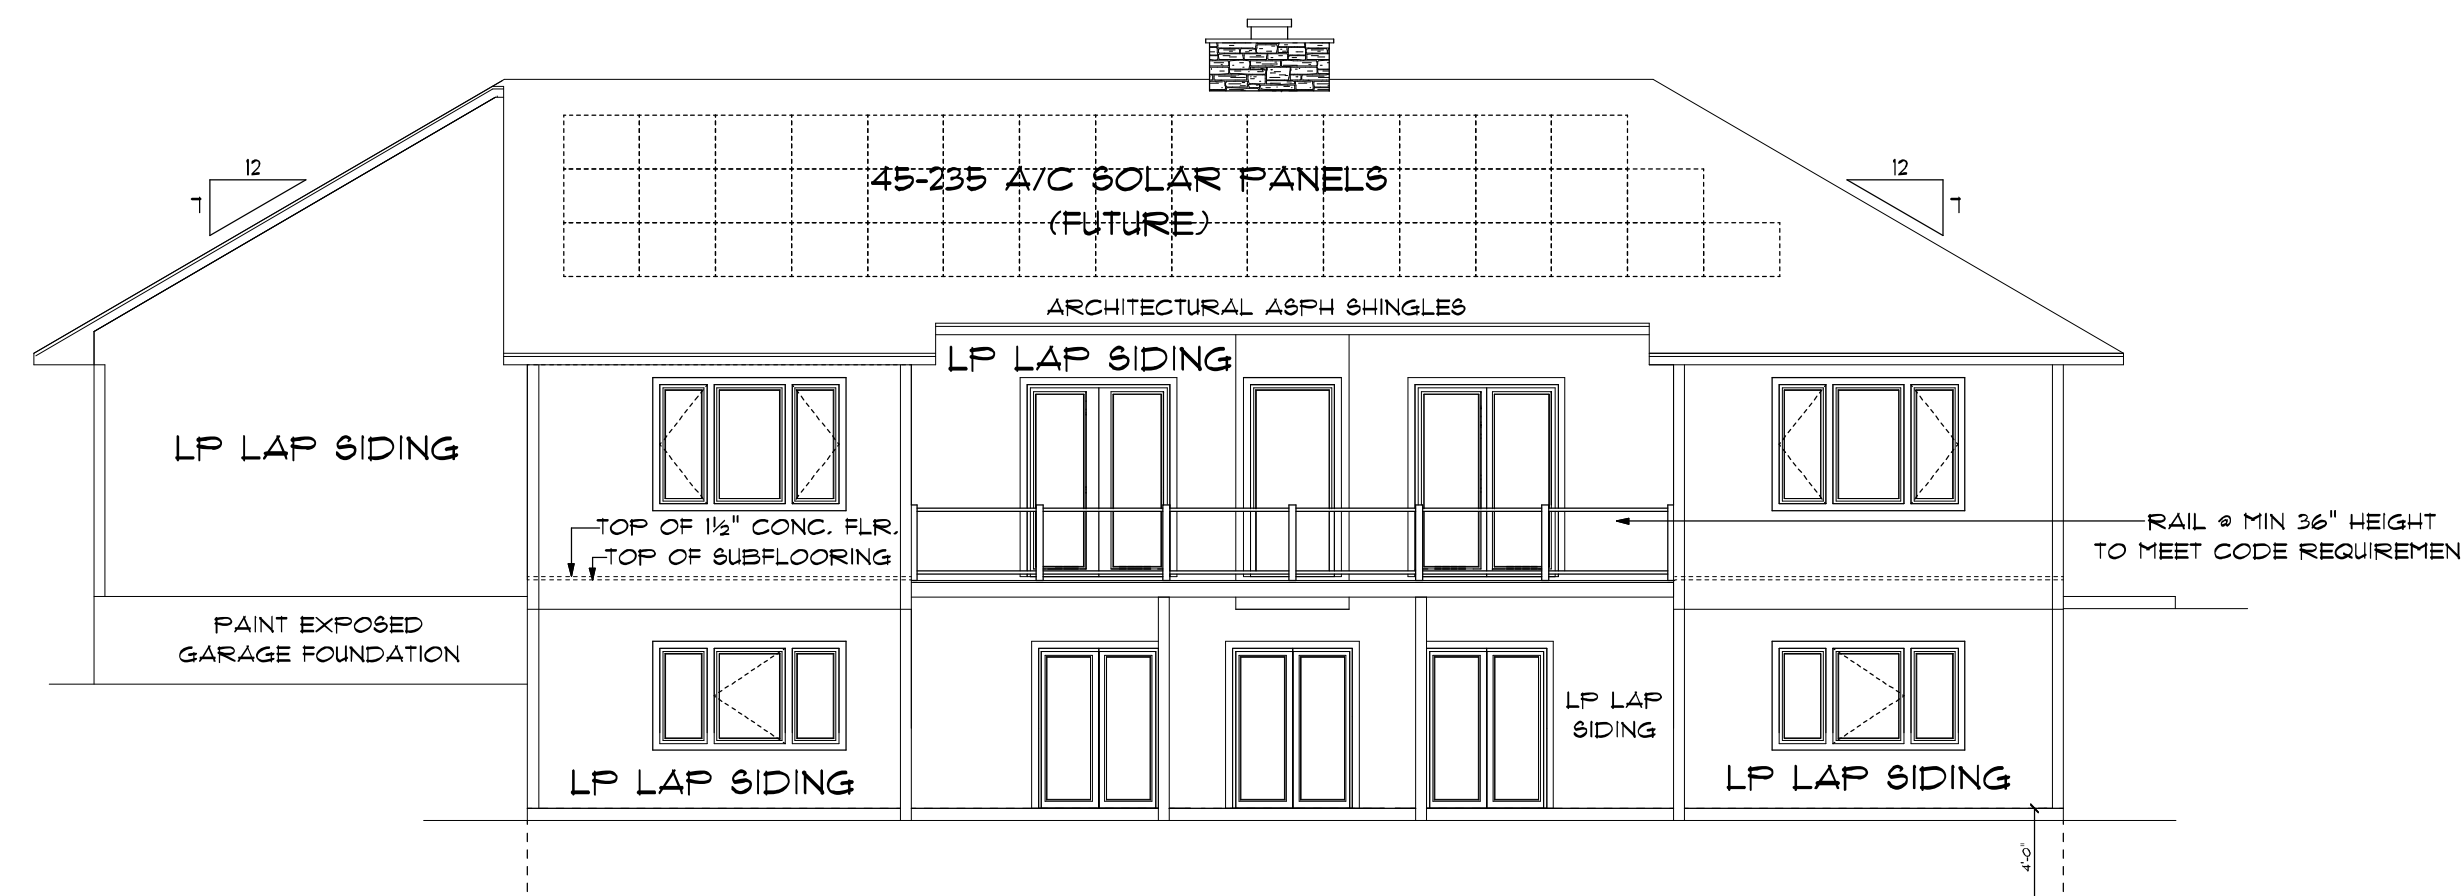 12
7
12
7
45-235 A/C SOLAR PANELS
(FUTURE)
ARCHITECTURAL ASPH SHINGLES
LP LAP SIDING
LP LAP SIDING
TOP OF 1½" CONC. FLR.
TOP OF SUBFLOORING
RAIL @ MIN 36" HEIGHT
TO MEET CODE REQUIREMEN
PAINT EXPOSED
GARAGE FOUNDATION
LP LAP
SIDING
LP LAP SIDING
LP LAP SIDING
4'-0"